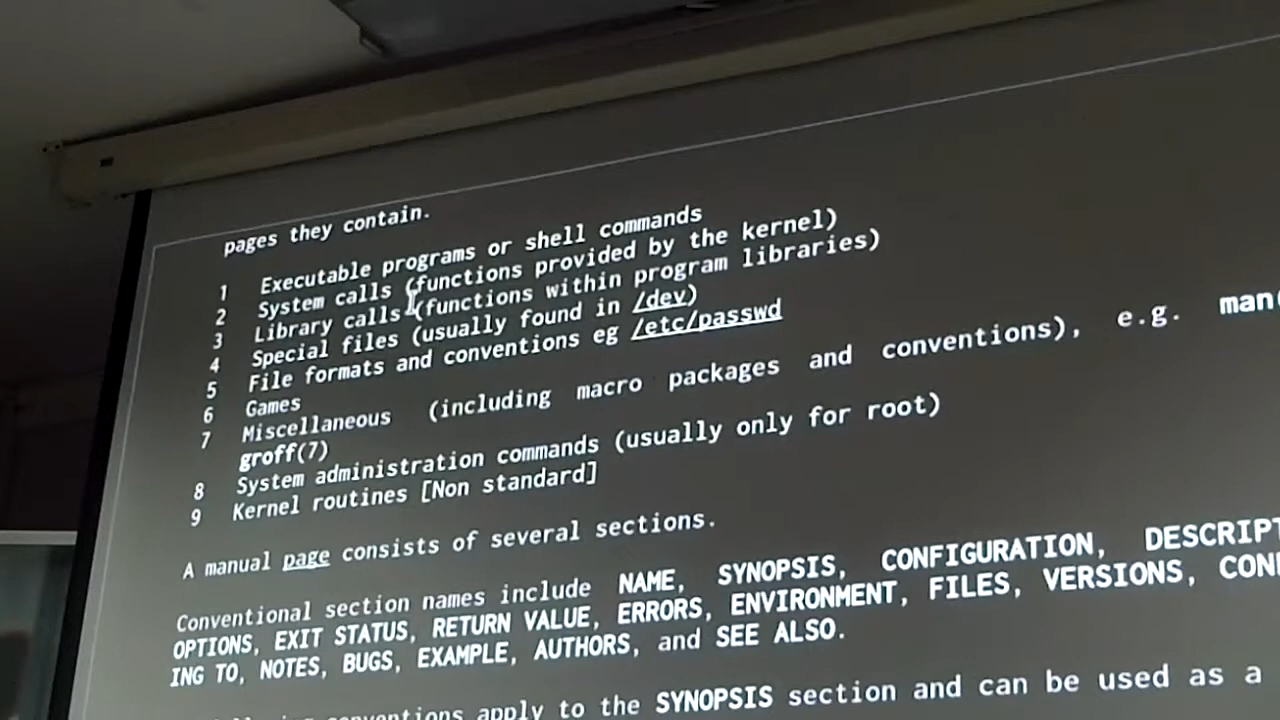 pages they contain.
1 Executable programs or shell commands
2 System calls (functions provided by the kernel)
3 Library calls (functions within program libraries)
4 Special files (usually found in /dev)
5 File formats and conventions eg /etc/passwd
6 Games
7 Miscellaneous (including macro packages and conventions), e.g.
groff(7)
8 System administration commands (usually only for root)
9 Kernel routines [Non standard]
A manual page consists of several sections.
Conventional section names include NAME, SYNOPSIS, CONFIGURATION, DESCRIPT
OPTIONS, EXIT STATUS, RETURN VALUE, ERRORS, ENVIRONMENT, FILES, VERSIONS,
ING TO, NOTES, BUGS, EXAMPLE, AUTHORS, and SEE ALSO.
conventions apply to the SYNOPSIS section and can be used as a